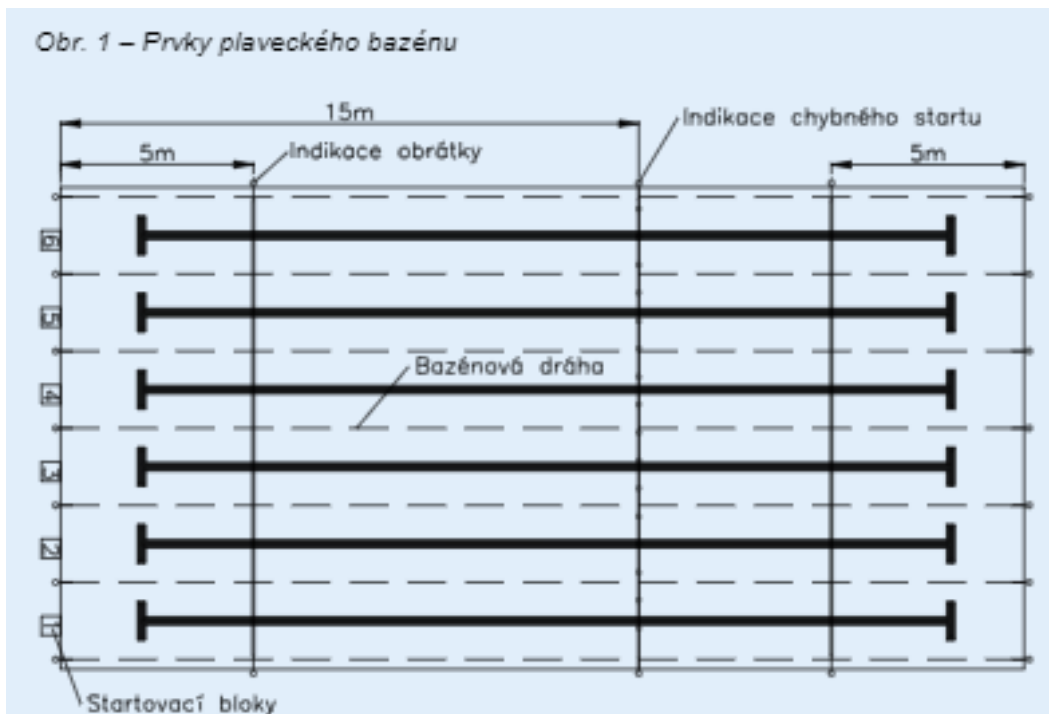 Obr. 1 – Prvky plaveckého bazénu
15m
Indikace chybného startu
5m
Indikace obrátky
5m
6
5
Bazénová dráha
4
3
2
1
Startovací bloky